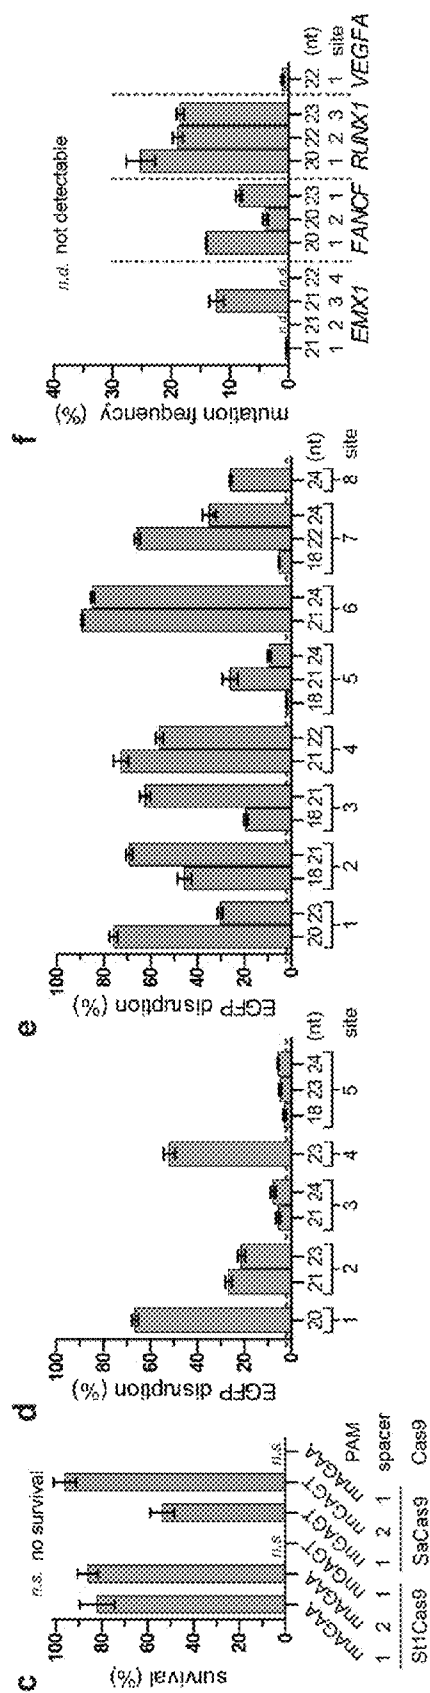 c
n.s. no survival
survival (%)
100
80
60
40
20
0
n.s.
n.s.
nnAGAA nnAGAA nnGAGT nnGAGT nnGAGT nnAGAA PAM
1 2 1 1 2 1 spacer
St1Cas9 SaCas9 Cas9
d
EGFP disruption (%)
100
80
60
40
20
0
20 21 23 21 24 23 18 23 24 (nt)
1 2 3 4 5 site
e
EGFP disruption (%)
100
80
60
40
20
0
20 23 18 21 18 21 21 22 18 21 24 21 24 18 22 24 24 (nt)
1 2 3 4 5 6 7 8 site
f
n.d. not detectable
mutation frequency (%)
40
30
20
10
0
n.d.
n.d.
21 21 21 22 20 20 23 20 22 23 22 (nt)
1 2 3 4 1 2 1 1 2 3 1 site
EMX1 FANCF RUNX1 VEGFA